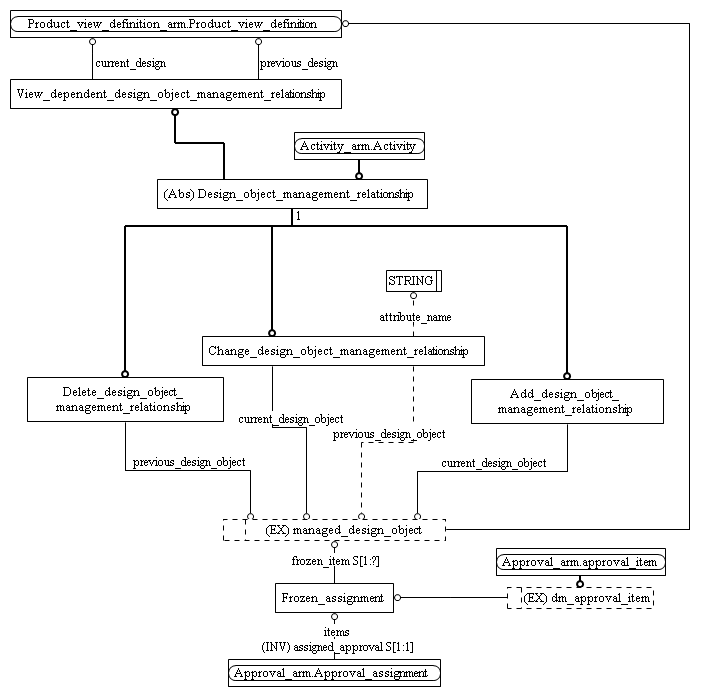 Product_view_definition_arm.Product_view_definition
current_design
previous_design
View_dependent_design_object_management_relationship
Activity_arm.Activity
(Abs) Design_object_management_relationship
1
STRING
attribute_name
Change_design_object_management_relationship
Delete_design_object_
management_relationship
Add_design_object_
management_relationship
current_design_object
previous_design_object
previous_design_object
current_design_object
(EX) managed_design_object
frozen_item S[1:?]
Approval_arm.approval_item
Frozen_assignment
(EX) dm_approval_item
items
(INV) assigned_approval S[1:1]
Approval_arm.Approval_assignment